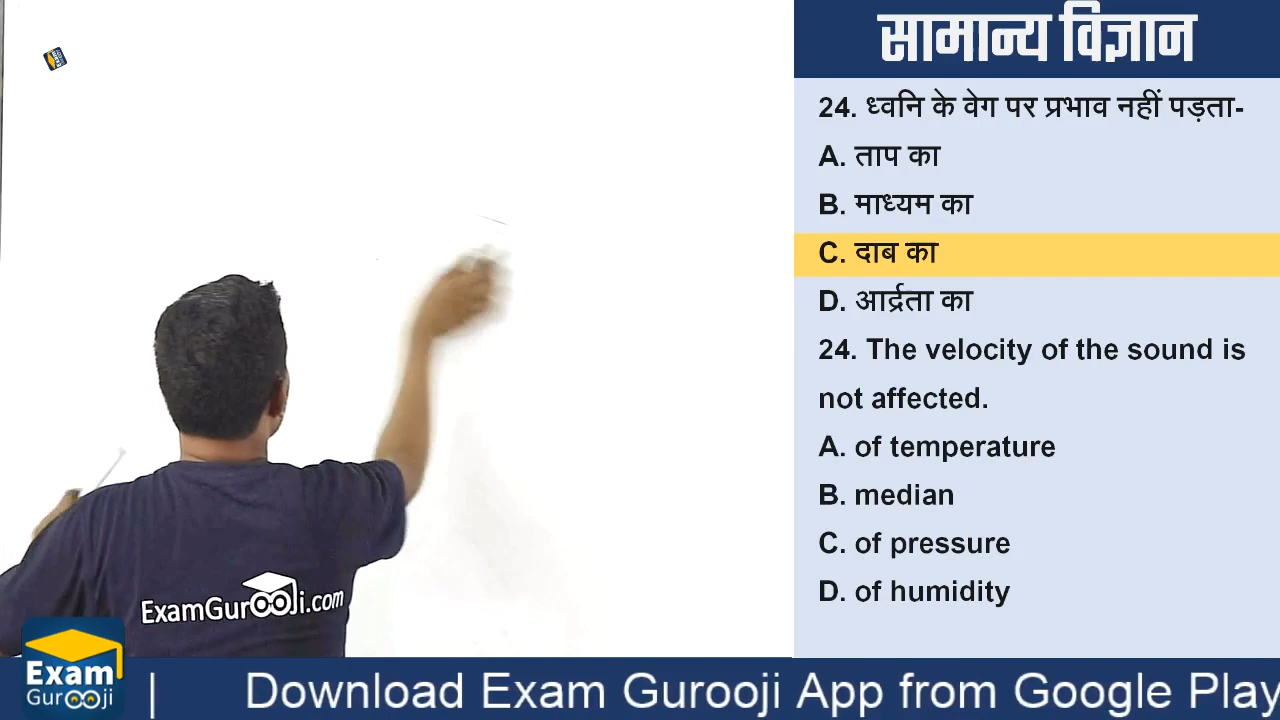 सामान्य विज्ञान
24. ध्वनि के वेग पर प्रभाव नहीं पड़ता-
A. ताप का
B. माध्यम का
C. दाब का
D. आर्द्रता का
24. The velocity of the sound is
not affected.
A. of temperature
B. median
C. of pressure
D. of humidity
ExamGurooji.com
Exam
Gurooji
| Download Exam Gurooji App from Google Play